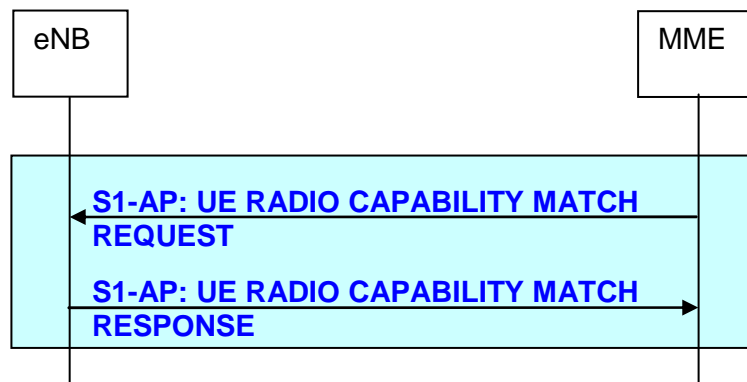 eNB
MME
S1-AP: UE RADIO CAPABILITY MATCH
REQUEST
S1-AP: UE RADIO CAPABILITY MATCH
RESPONSE